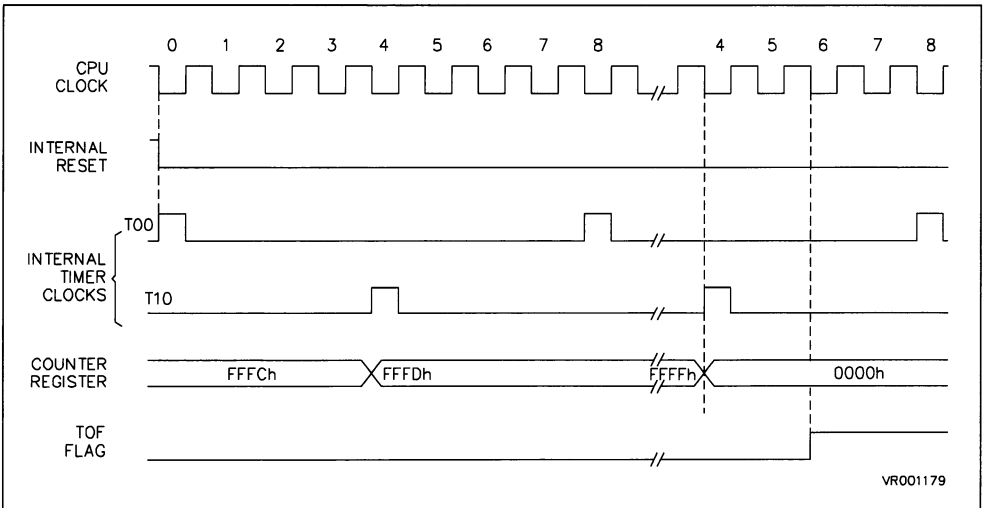 0 1 2 3 4 5 6 7 8 4 5 6 7 8
CPU
CLOCK
INTERNAL
RESET
T00
INTERNAL
TIMER
CLOCKS
T10
COUNTER
REGISTER
FFFCh FFFDh FFFFh 0000h
TOF
FLAG
VR001179